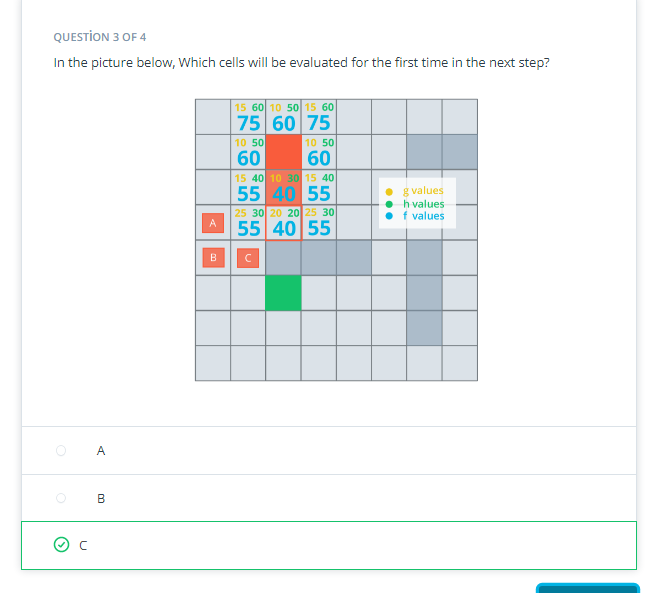 QUESTİON 3 OF 4
In the picture below, Which cells will be evaluated for the first time in the next step?
15 60 10 50 15 60
75 60 75
10 50 10 50
60 60
15 40 10 30 15 40
55 40 55
25 30 20 20 25 30
A 55 40 55
B C
g values
h values
f values
A
B
C